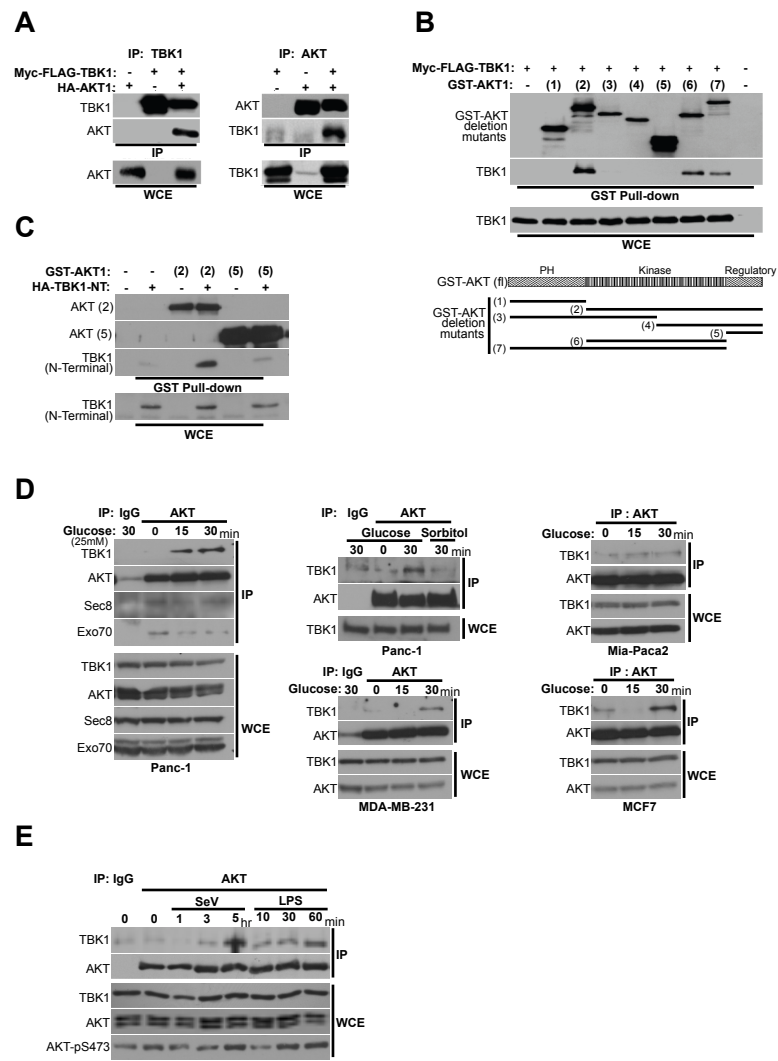 A
IP: TBK1
Myc-FLAG-TBK1: - + +
HA-AKT1: + - +
TBK1
AKT
IP
AKT
WCE
IP: AKT
+ - +
- + +
AKT
TBK1
IP
TBK1
WCE
B
Myc-FLAG-TBK1: + + + + + + + + -
GST-AKT1: - (1) (2) (3) (4) (5) (6) (7) -
GST-AKT
deletion
mutants
TBK1
GST Pull-down
TBK1
WCE
PH Kinase Regulatory
GST-AKT (fl)
(1)
(2)
GST-AKT (3)
deletion (4)
mutants (5)
(6)
(7)
C
GST-AKT1: - - (2) (2) (5) (5)
HA-TBK1-NT: - + - + - +
AKT (2)
AKT (5)
TBK1
(N-Terminal)
GST Pull-down
TBK1
(N-Terminal)
WCE
D
IP: IgG AKT
Glucose: 30 0 15 30 min
(25mM)
TBK1
AKT
Sec8
Exo70
IP
TBK1
AKT
Sec8
Exo70
WCE
Panc-1
IP: IgG AKT
Glucose Sorbitol
30 0 30 30 min
TBK1
AKT
IP
TBK1
WCE
Panc-1
IP : AKT
Glucose: 0 15 30 min
TBK1
AKT
IP
TBK1
AKT
WCE
Mia-Paca2
IP: IgG AKT
Glucose: 30 0 15 30 min
TBK1
AKT
IP
TBK1
AKT
WCE
MDA-MB-231
IP : AKT
Glucose: 0 15 30 min
TBK1
AKT
IP
TBK1
AKT
WCE
MCF7
E
IP: IgG AKT
SeV LPS
0 0 1 3 5 hr 10 30 60 min
TBK1
AKT
IP
TBK1
AKT
AKT-pS473
WCE